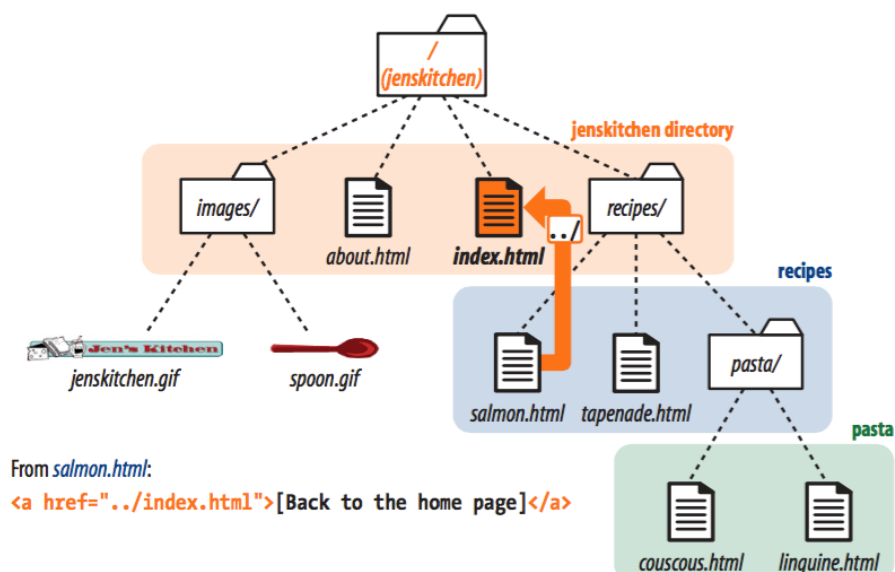 /
(jenskitchen)
jenskitchen directory
images/
about.html
index.html
../
recipes/
recipes
Jen's Kitchen
jenskitchen.gif
spoon.gif
salmon.html
tapenade.html
pasta/
pasta
From salmon.html:
<a href="../index.html">[Back to the home page]</a>
couscous.html
linguine.html